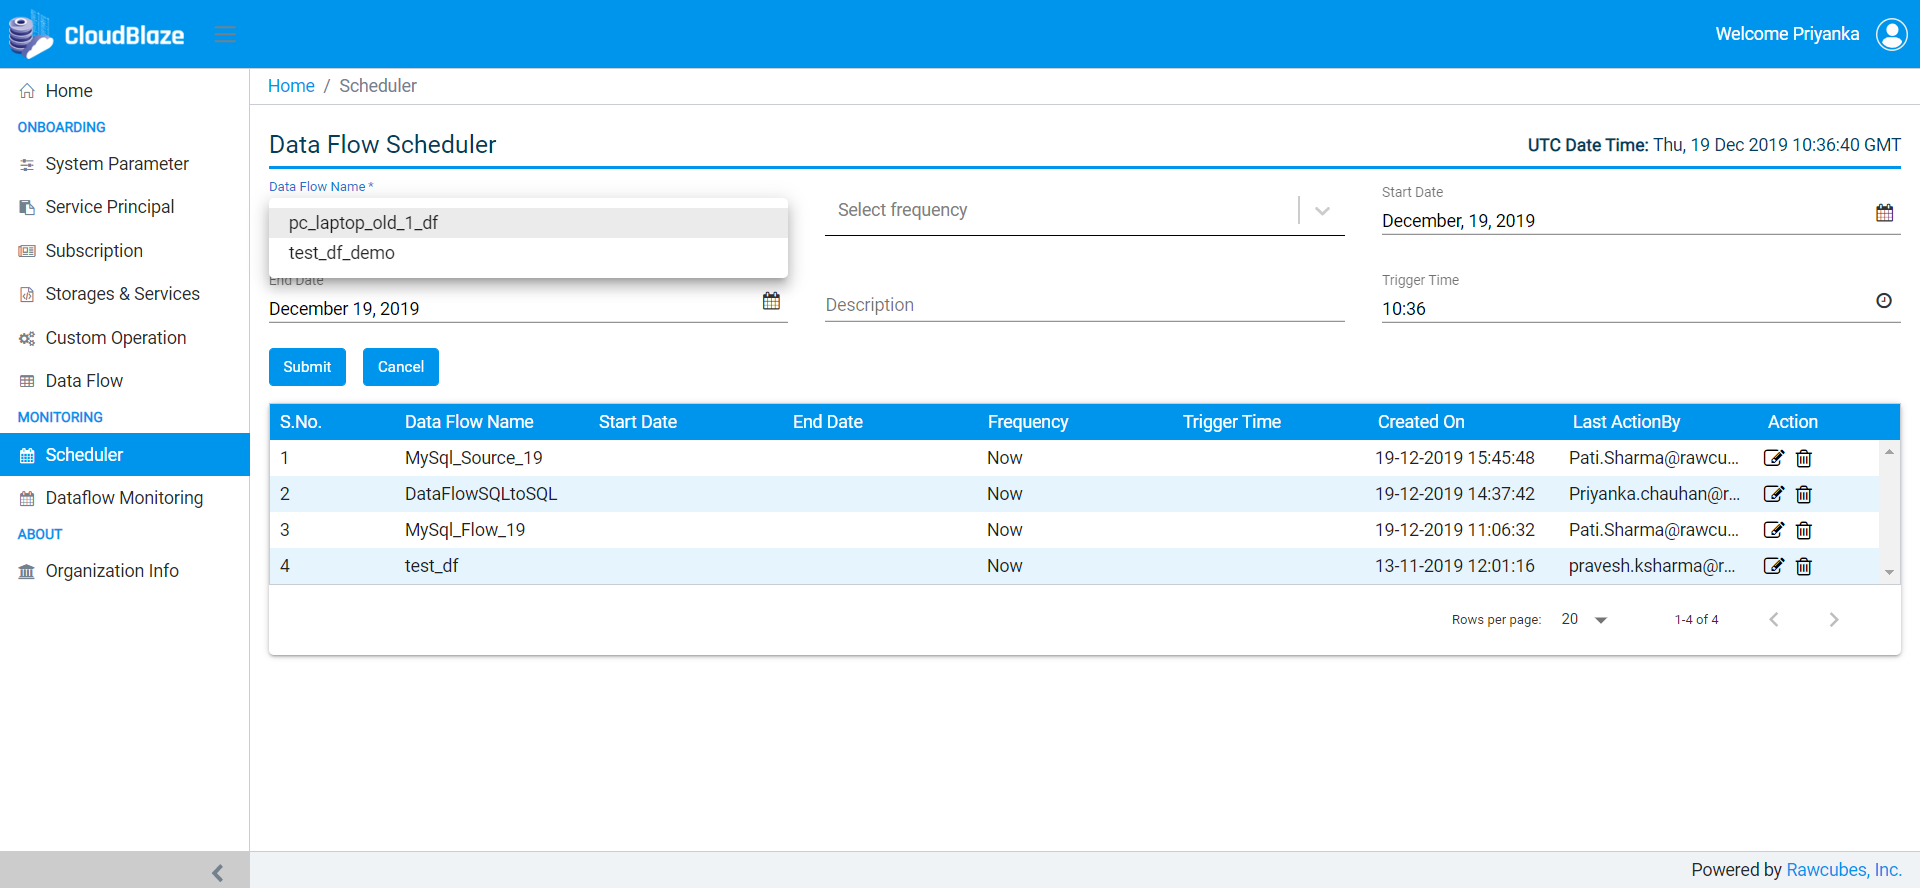 CloudBlaze
Welcome Priyanka
Home
ONBOARDING
System Parameter
Service Principal
Subscription
Storages & Services
Custom Operation
Data Flow
MONITORING
Scheduler
Dataflow Monitoring
ABOUT
Organization Info
Home / Scheduler
Data Flow Scheduler
UTC Date Time: Thu, 19 Dec 2019 10:36:40 GMT
Data Flow Name *
pc_laptop_old_1_df
test_df_demo
Select frequency
Start Date
December, 19, 2019
End Date
December 19, 2019
Description
Trigger Time
10:36
Submit Cancel
S.No. Data Flow Name Start Date End Date Frequency Trigger Time Created On Last ActionBy Action
1 MySql_Source_19 Now 19-12-2019 15:45:48 Pati.Sharma@rawcu...
2 DataFlowSQLtoSQL Now 19-12-2019 14:37:42 Priyanka.chauhan@r...
3 MySql_Flow_19 Now 19-12-2019 11:06:32 Pati.Sharma@rawcu...
4 test_df Now 13-11-2019 12:01:16 pravesh.ksharma@r...
Rows per page: 20 1-4 of 4
Powered by Rawcubes, Inc.